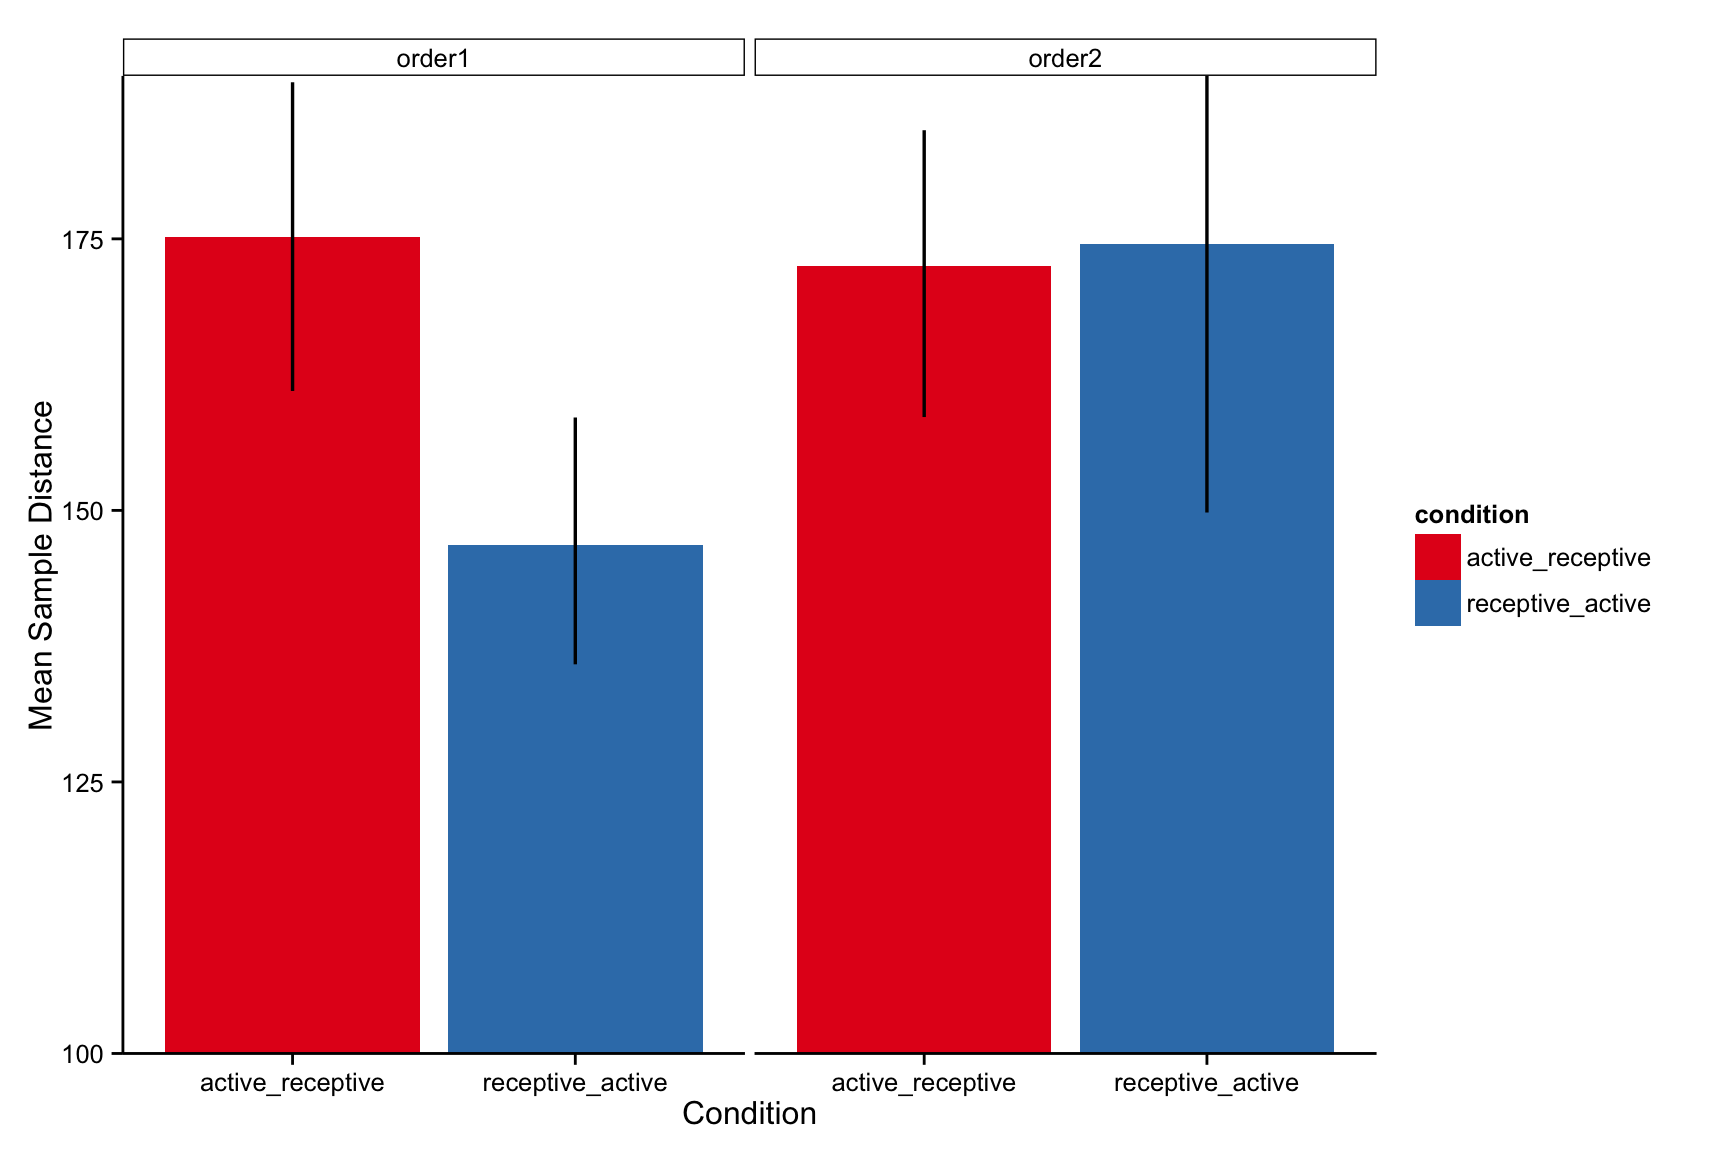 order1
order2
Mean Sample Distance
175
150
125
100
active_receptive
receptive_active
active_receptive
receptive_active
Condition
condition
active_receptive
receptive_active